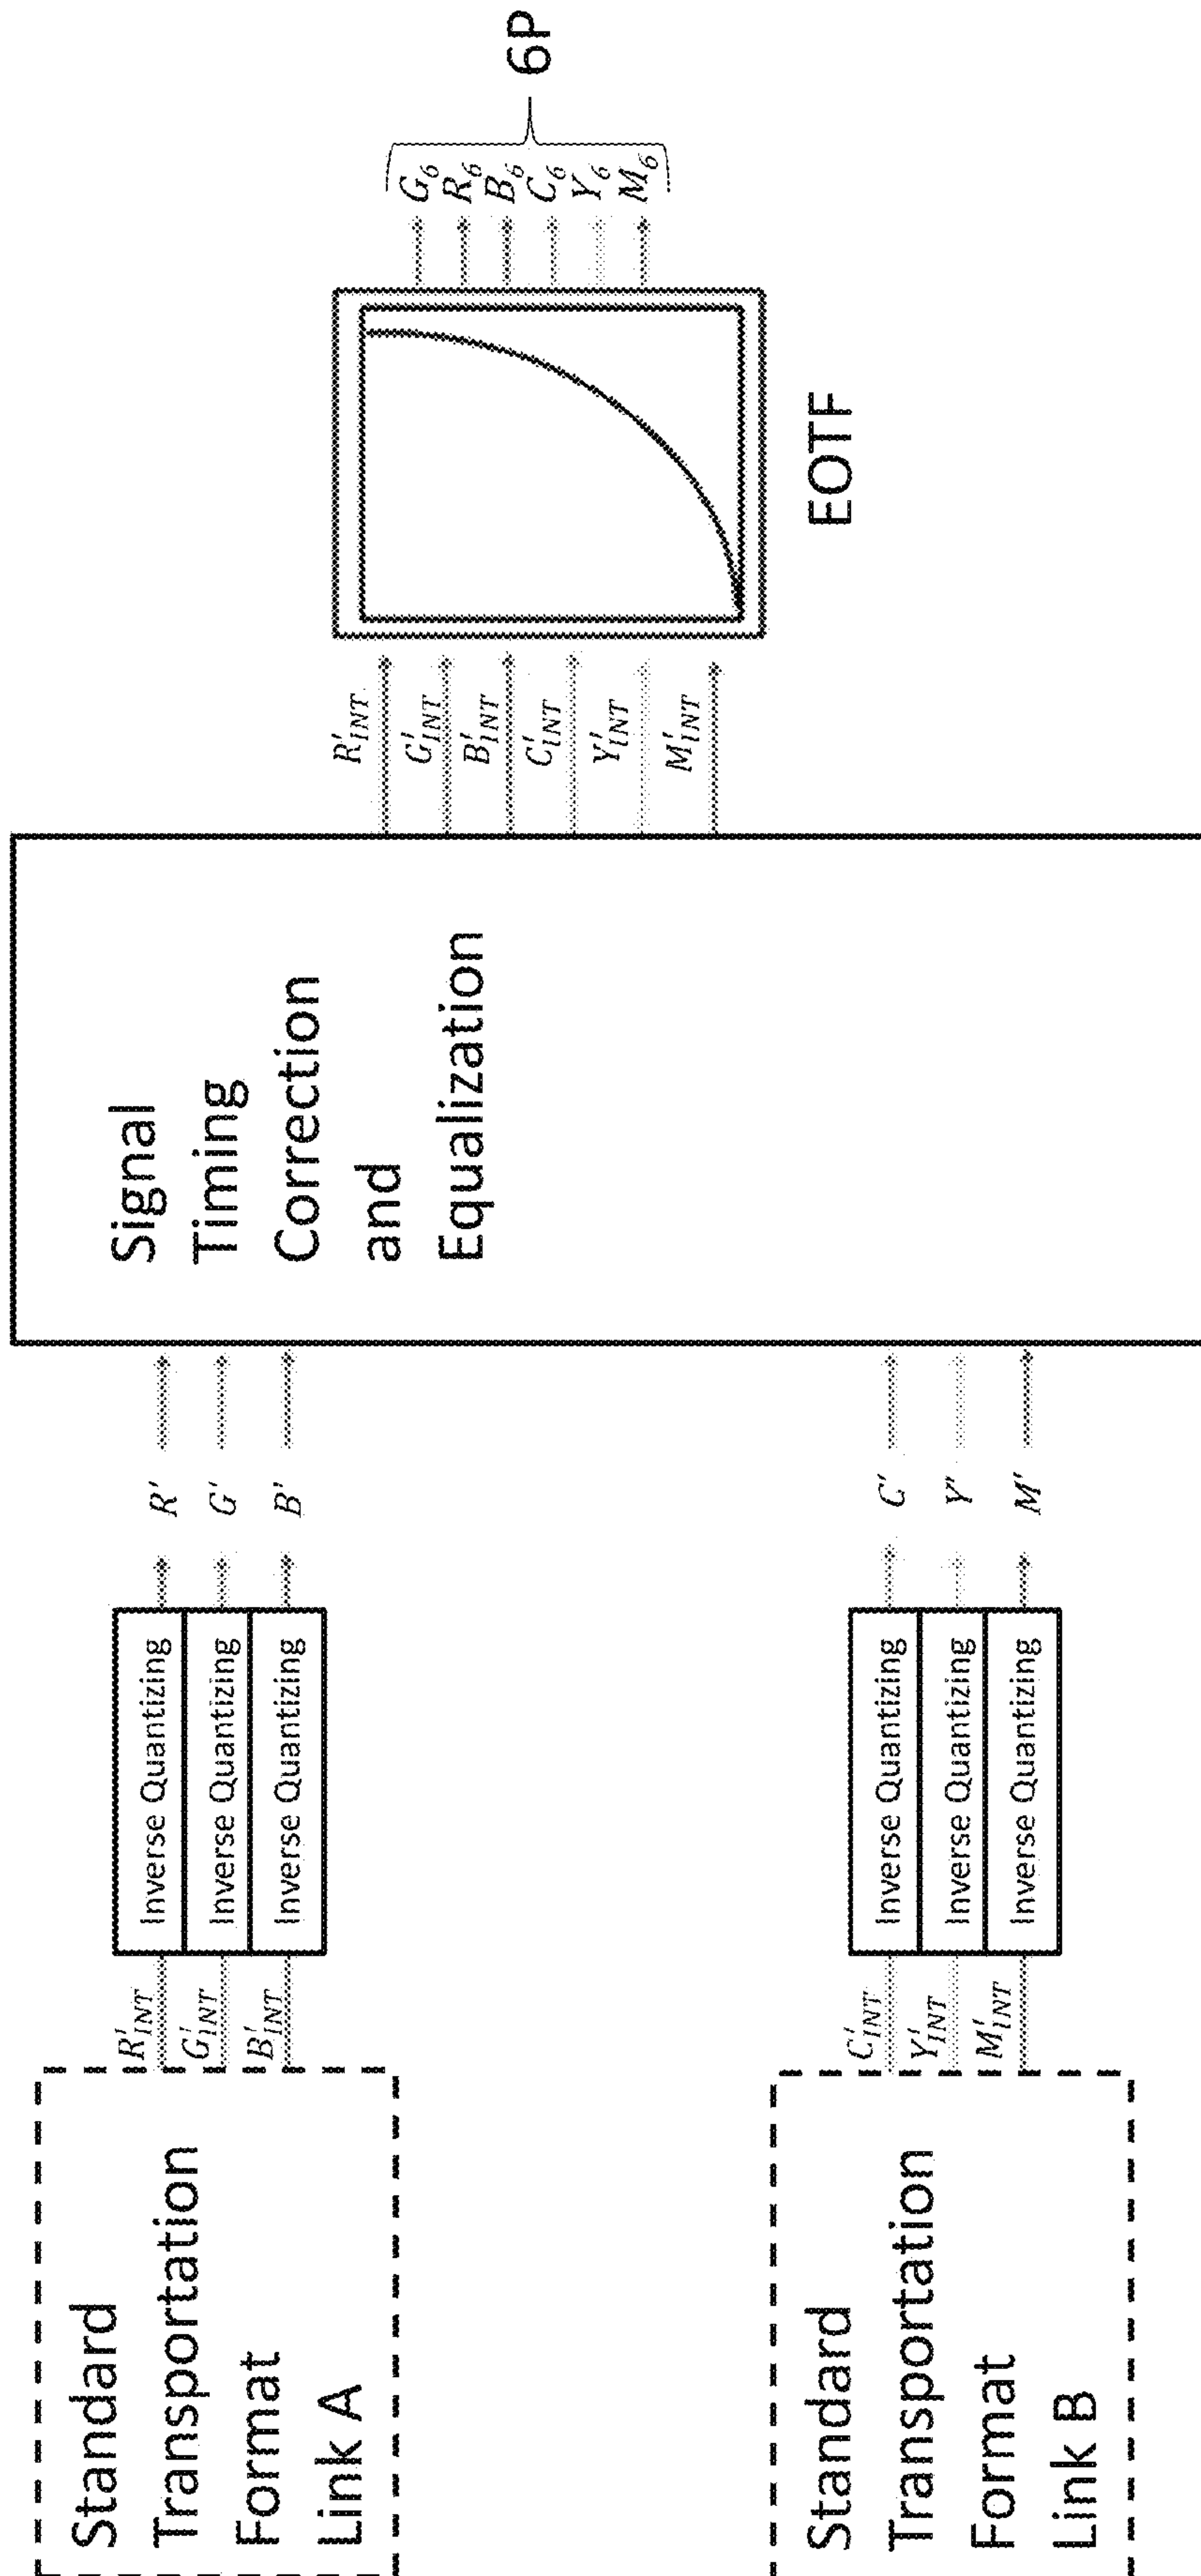 Standard
Transportation
Format
Link A
R'INT
G'INT
B'INT
Inverse Quantizing
Inverse Quantizing
Inverse Quantizing
R'
G'
B'
Standard
Transportation
Format
Link B
C'INT
Y'INT
M'INT
Inverse Quantizing
Inverse Quantizing
Inverse Quantizing
C'
Y'
M'
Signal
Timing
Correction
and
Equalization
R'INT
G'INT
B'INT
C'INT
Y'INT
M'INT
EOTF
G6
R6
B6
C6
Y6
M6
6P